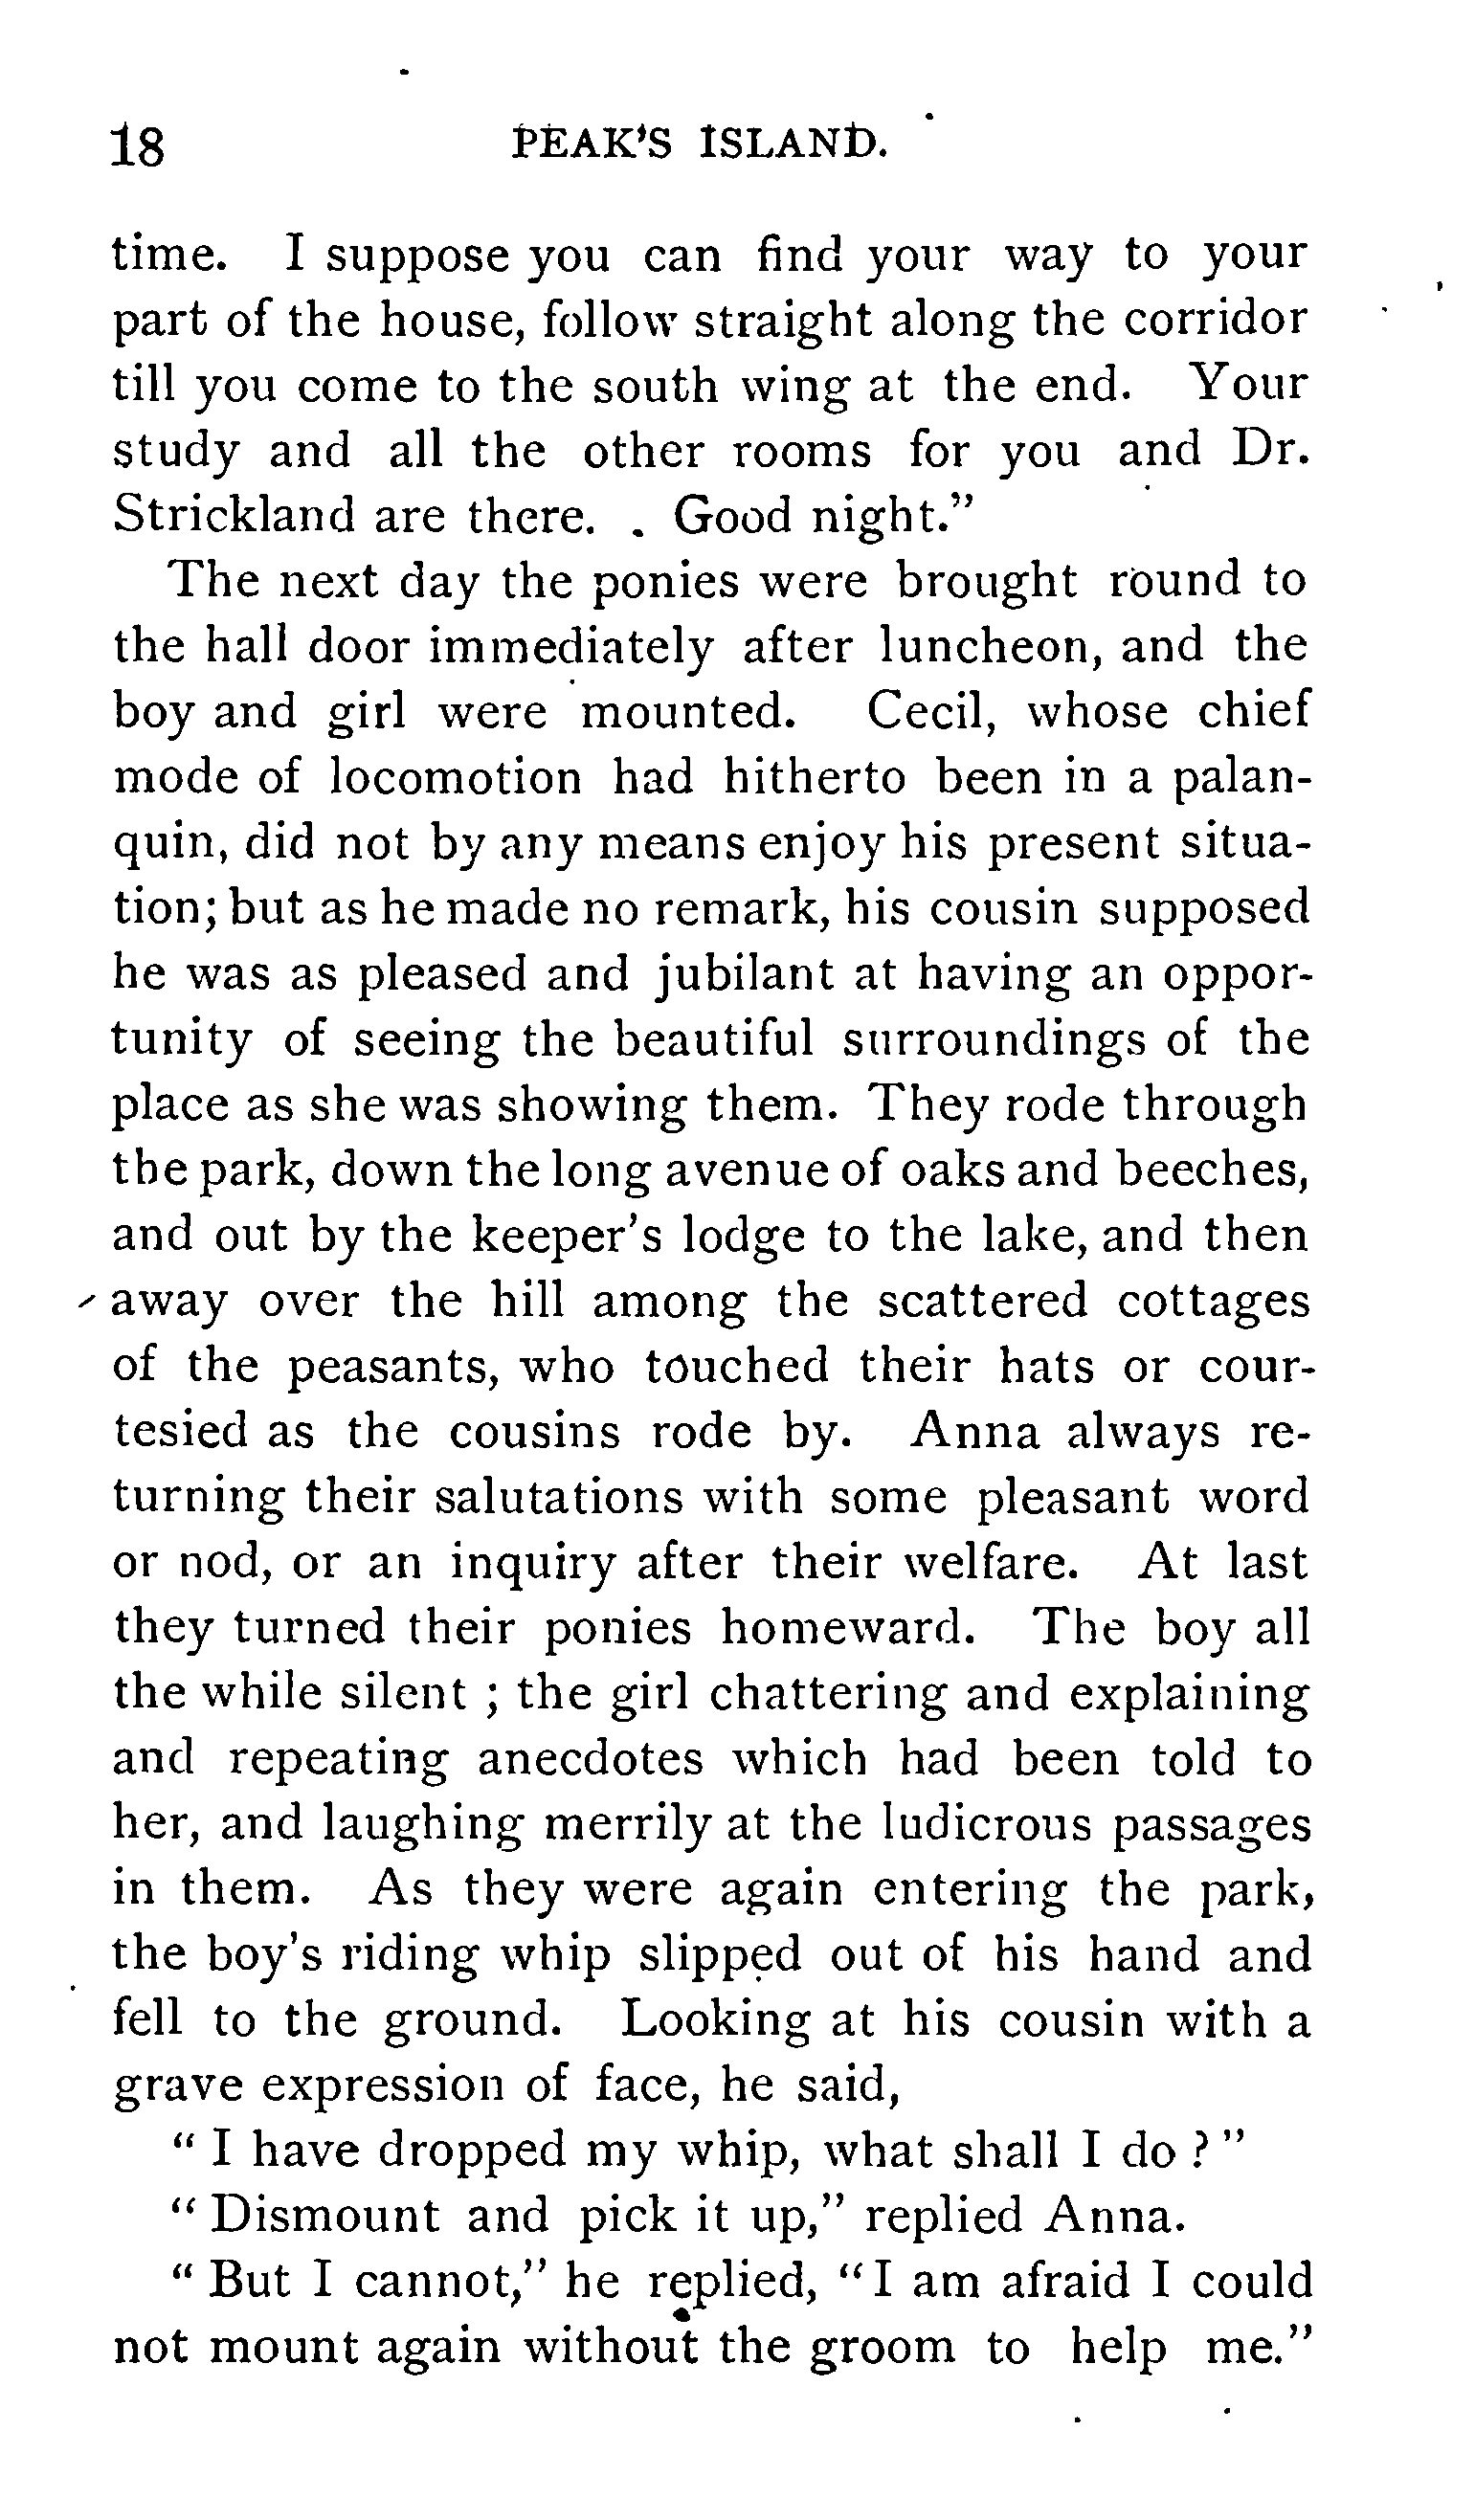 18 PEAK'S ISLAND.
time. I suppose you can find your way to your
part of the house, follow straight along the corridor
till you come to the south wing at the end. Your
study and all the other rooms for you and Dr.
Strickland are there. . Good night."
The next day the ponies were brought round to
the hall door immediately after luncheon, and the
boy and girl were mounted. Cecil, whose chief
mode of locomotion had hitherto been in a palan-
quin, did not by any means enjoy his present situa-
tion; but as he made no remark, his cousin supposed
he was as pleased and jubilant at having an oppor-
tunity of seeing the beautiful surroundings of the
place as she was showing them. They rode through
the park, down the long avenue of oaks and beeches,
and out by the keeper's lodge to the lake, and then
away over the hill among the scattered cottages
of the peasants, who touched their hats or cour-
tesied as the cousins rode by. Anna always re-
turning their salutations with some pleasant word
or nod, or an inquiry after their welfare. At last
they turned their ponies homeward. The boy all
the while silent ; the girl chattering and explaining
and repeating anecdotes which had been told to
her, and laughing merrily at the ludicrous passages
in them. As they were again entering the park,
the boy's riding whip slipped out of his hand and
fell to the ground. Looking at his cousin with a
grave expression of face, he said,
" I have dropped my whip, what shall I do ? "
" Dismount and pick it up," replied Anna.
" But I cannot," he replied, " I am afraid I could
not mount again without the groom to help me."